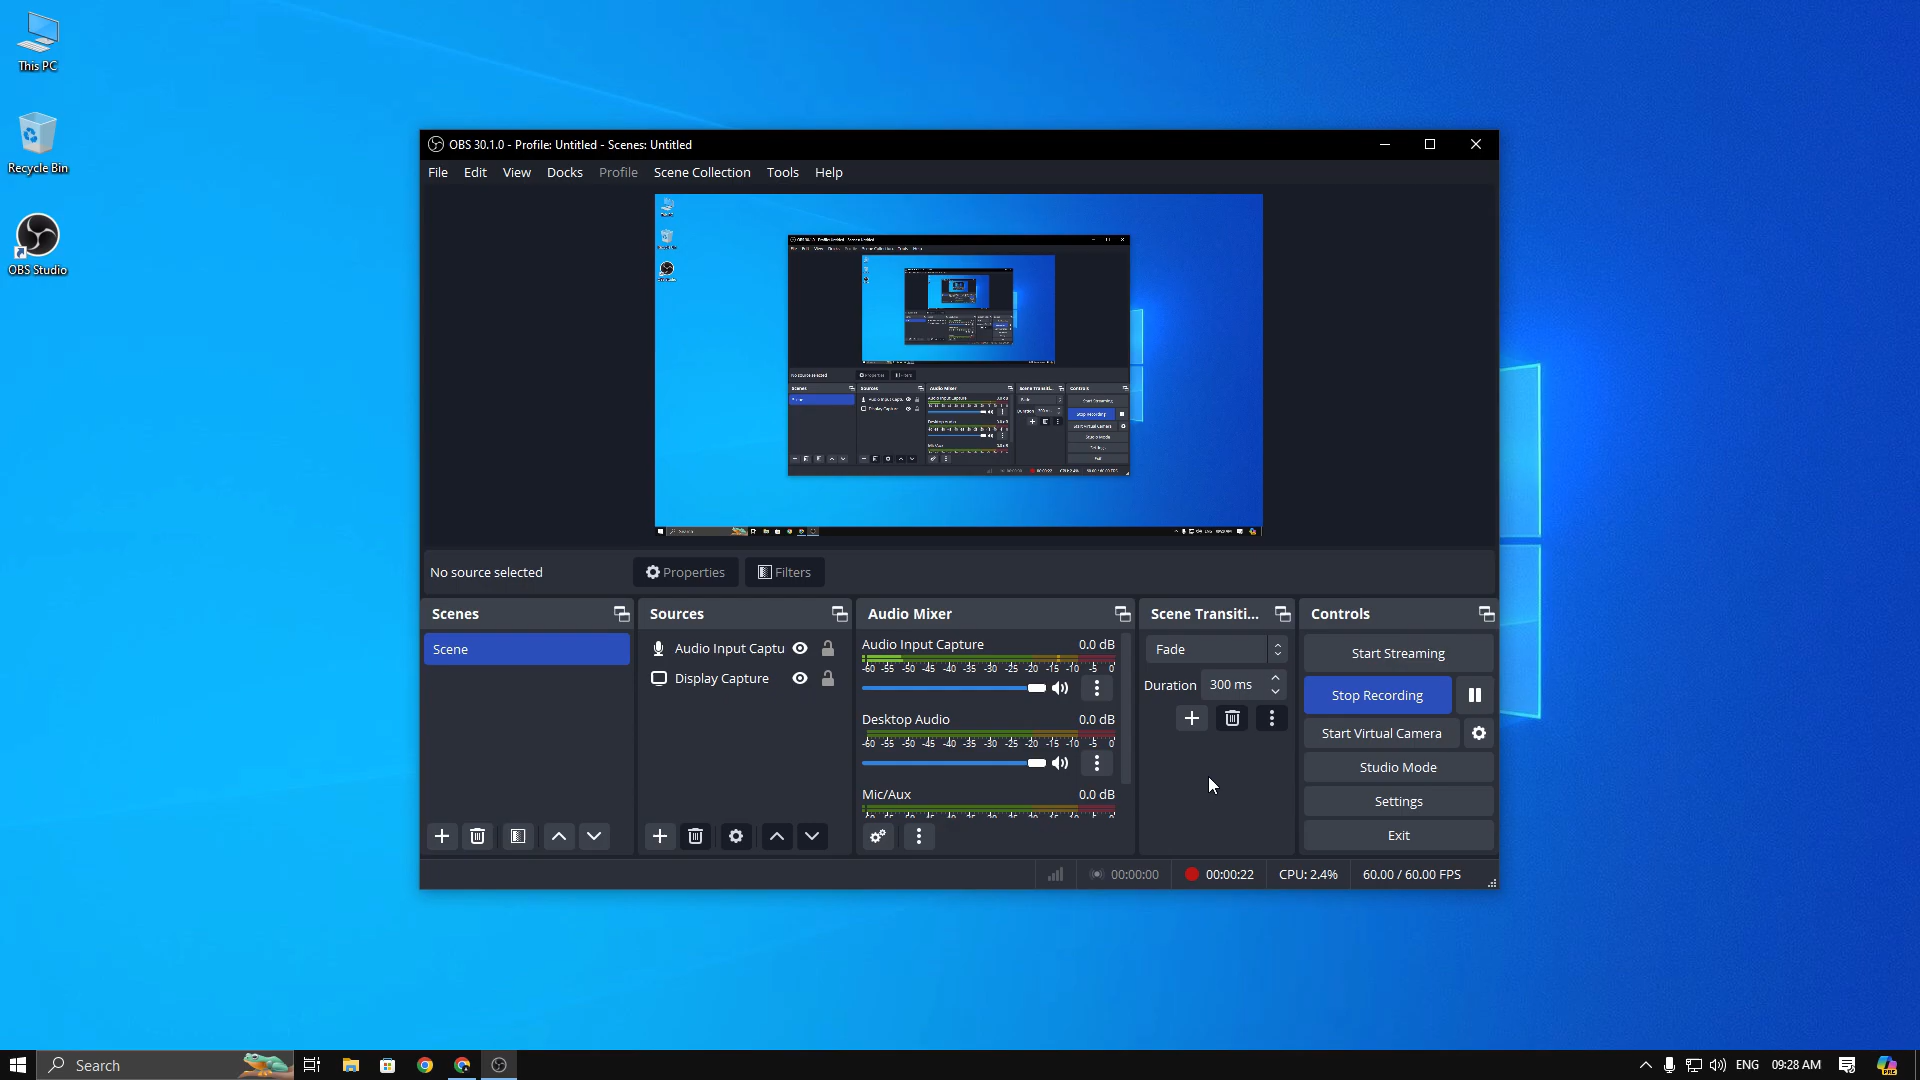 This PC
Recycle Bin
OBS Studio
OBS 30.1.0 - Profile: Untitled - Scenes: Untitled
File Edit View Docks Profile Scene Collection Tools Help
No source selected Properties Filters
Scenes
Scene
Sources
Audio Input Captu
Display Capture
Audio Mixer
Audio Input Capture 0.0 dB
-60 -55 -50 -45 -40 -35 -30 -25 -20 -15 -10 -5 0
Desktop Audio 0.0 dB
-60 -55 -50 -45 -40 -35 -30 -25 -20 -15 -10 -5 0
Mic/Aux 0.0 dB
Scene Transiti...
Fade
Duration 300 ms
Controls
Start Streaming
Stop Recording
Start Virtual Camera
Studio Mode
Settings
Exit
00:00:00 00:00:22 CPU: 2.4% 60.00 / 60.00 FPS
Search ENG 09:28 AM